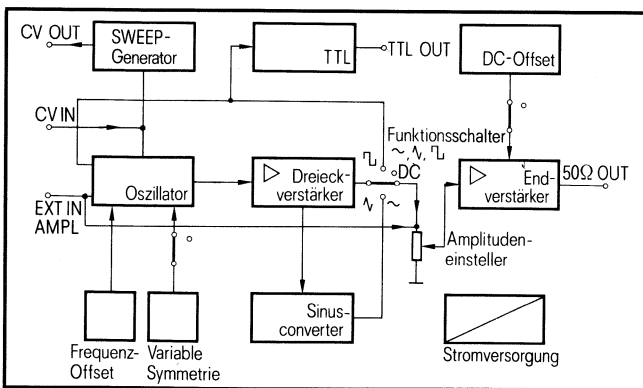 CV OUT
SWEEP-
Generator
TTL
TTL OUT
DC-Offset
CV IN
Funktionsschalter
DC
Oszillator
Dreieck-
verstärker
End-
verstärker
50Ω OUT
EXT IN
AMPL
Amplituden-
einsteller
Sinus-
converter
Frequenz-
Offset
Variable
Symmetrie
Stromversorgung